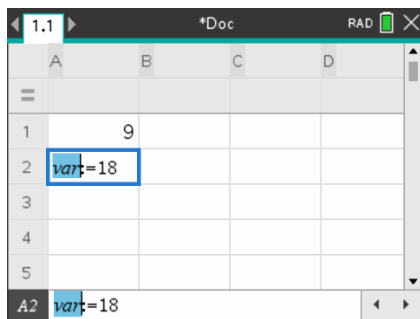 1.1 *Doc RAD
A B C D
=
1 9
2 var:=18
3
4
5
A2 var:=18